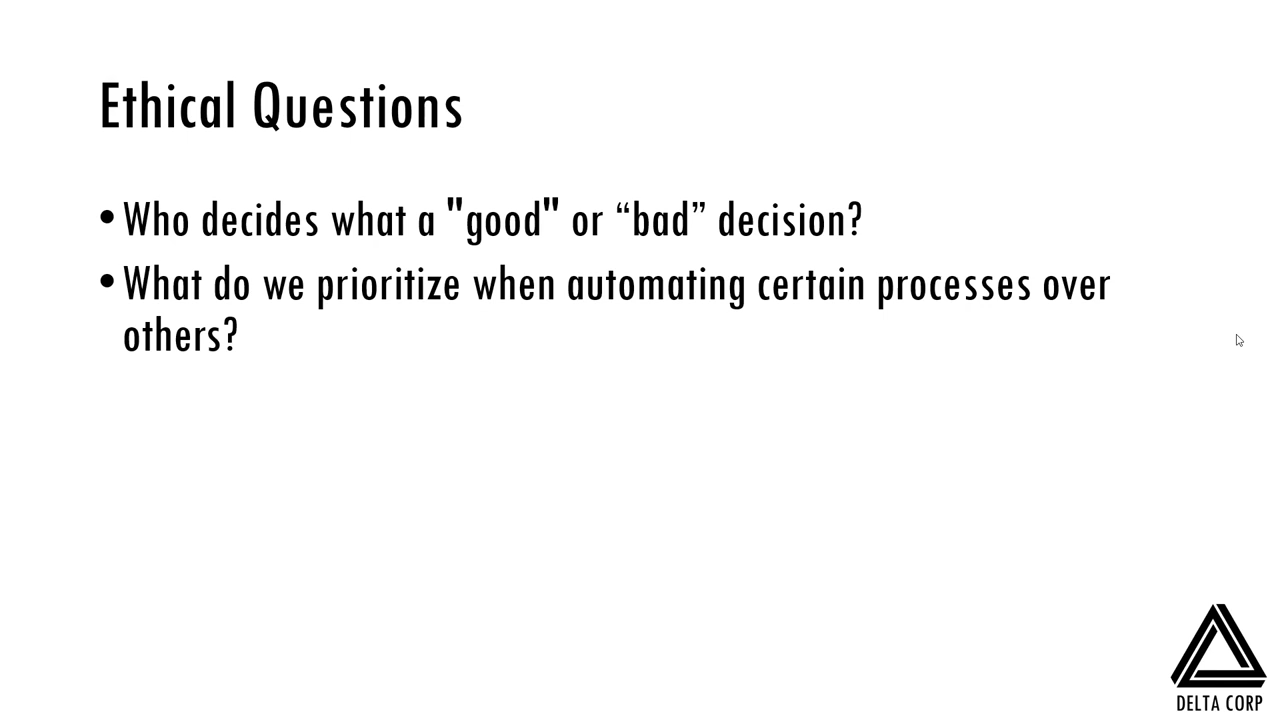 Ethical Questions
• Who decides what a "good" or “bad” decision?
• What do we prioritize when automating certain processes over
others?
DELTA CORP